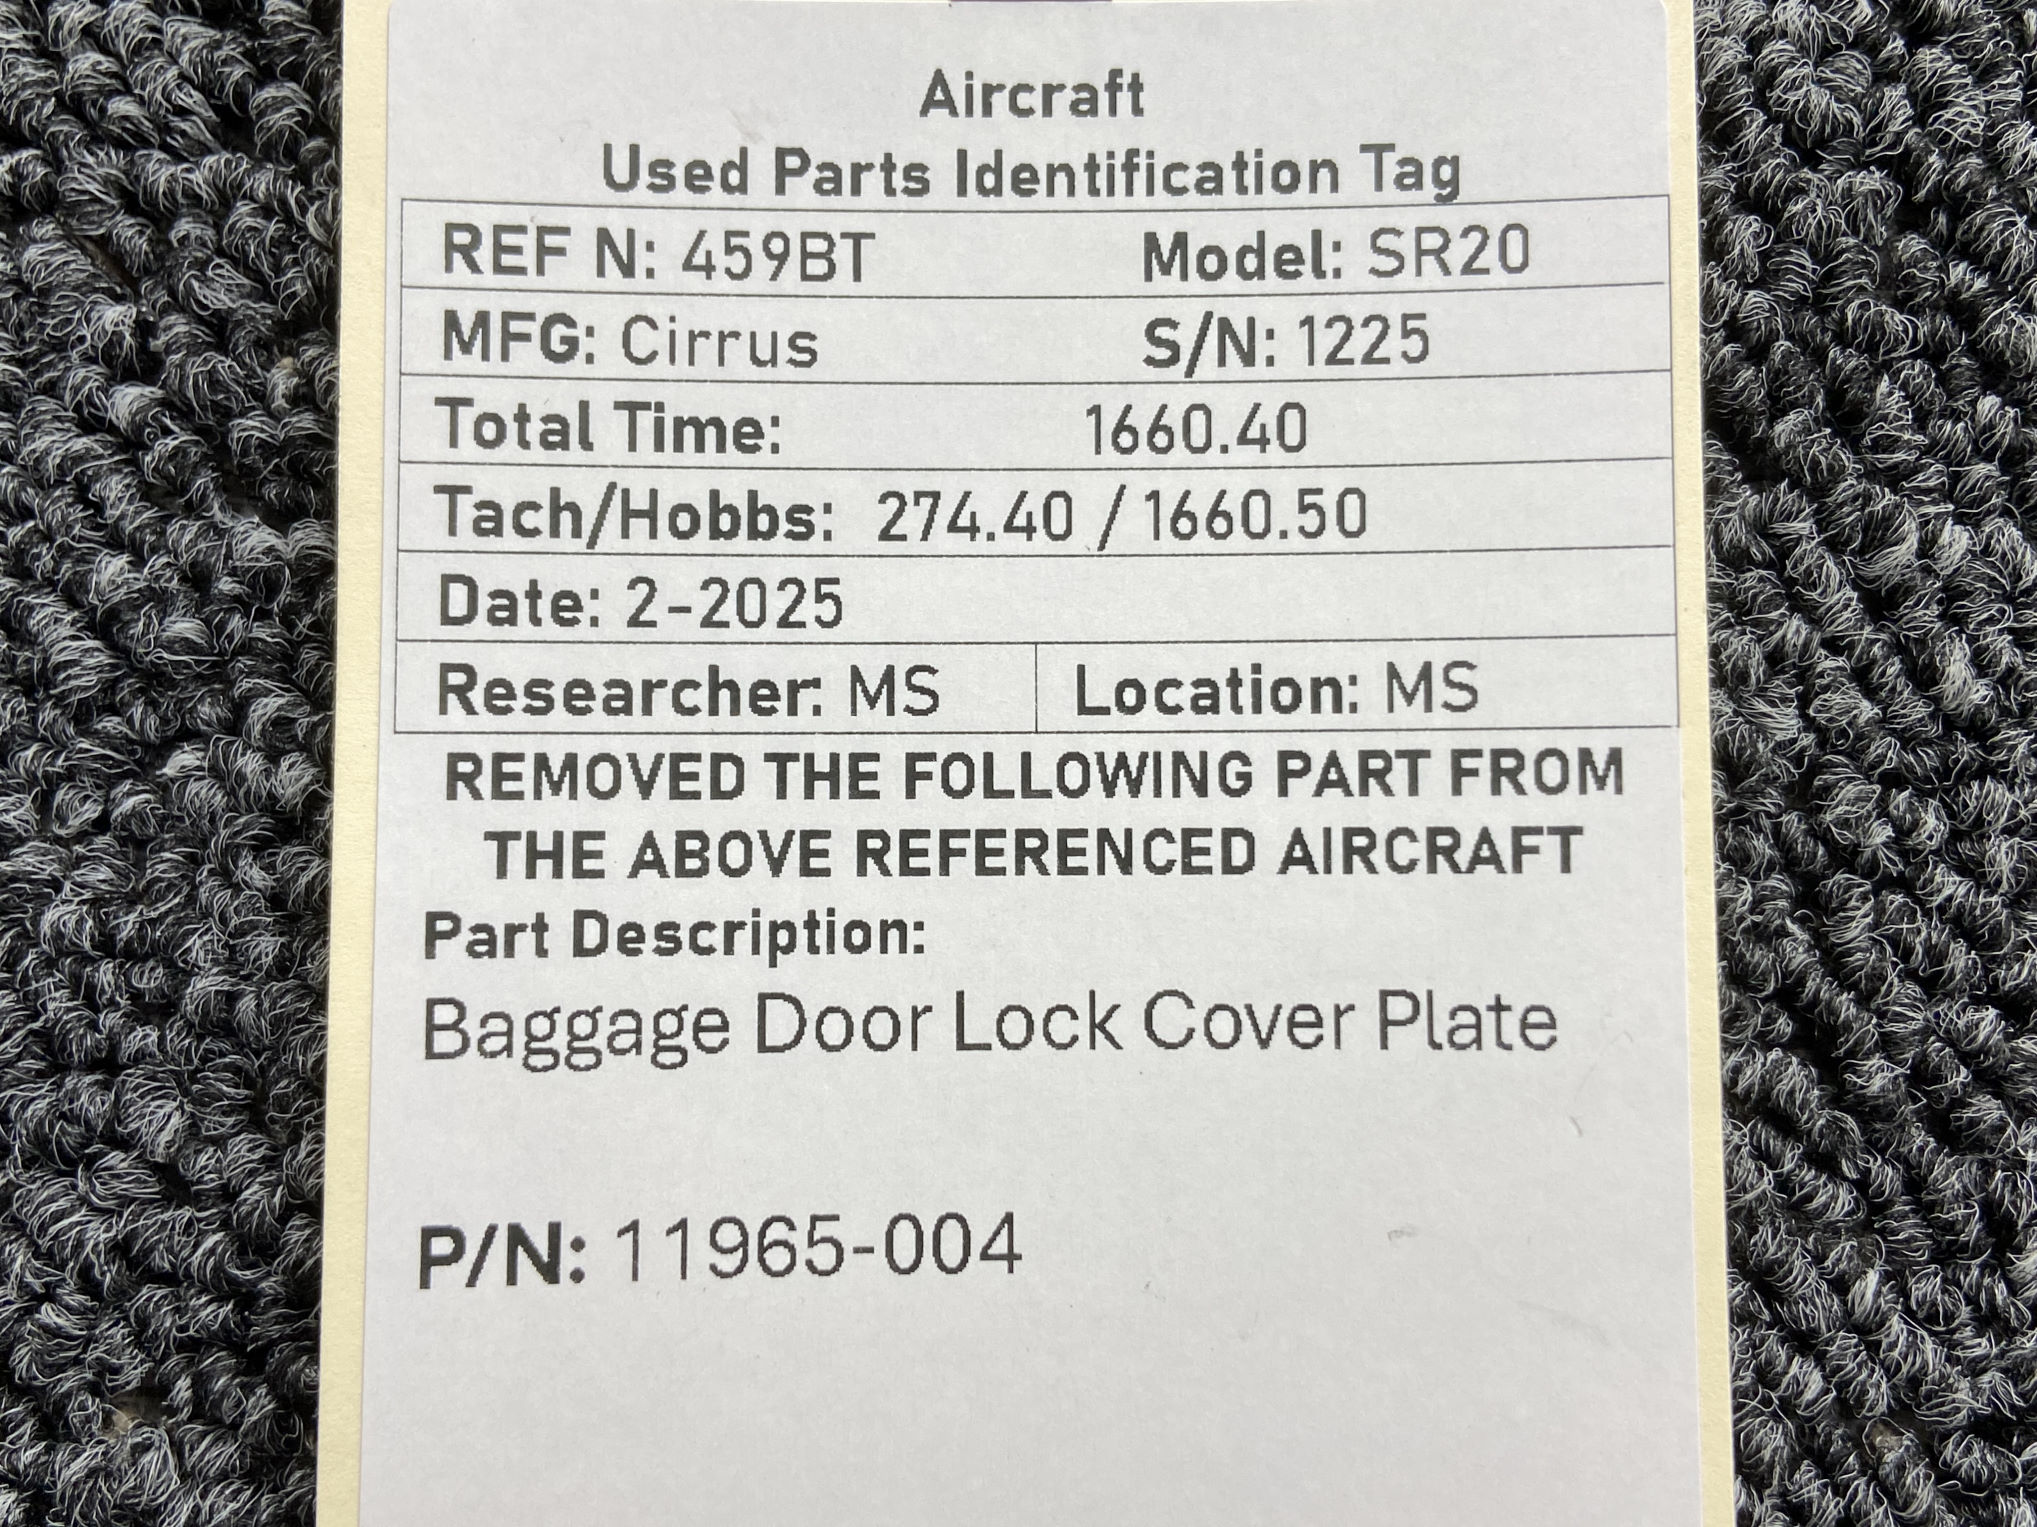 Aircraft
Used Parts Identification Tag
REF N: 459BT Model: SR20
MFG: Cirrus S/N: 1225
Total Time: 1660.40
Tach/Hobbs: 274.40 / 1660.50
Date: 2-2025
Researcher: MS Location: MS
REMOVED THE FOLLOWING PART FROM
THE ABOVE REFERENCED AIRCRAFT
Part Description:
Baggage Door Lock Cover Plate
P/N: 11965-004